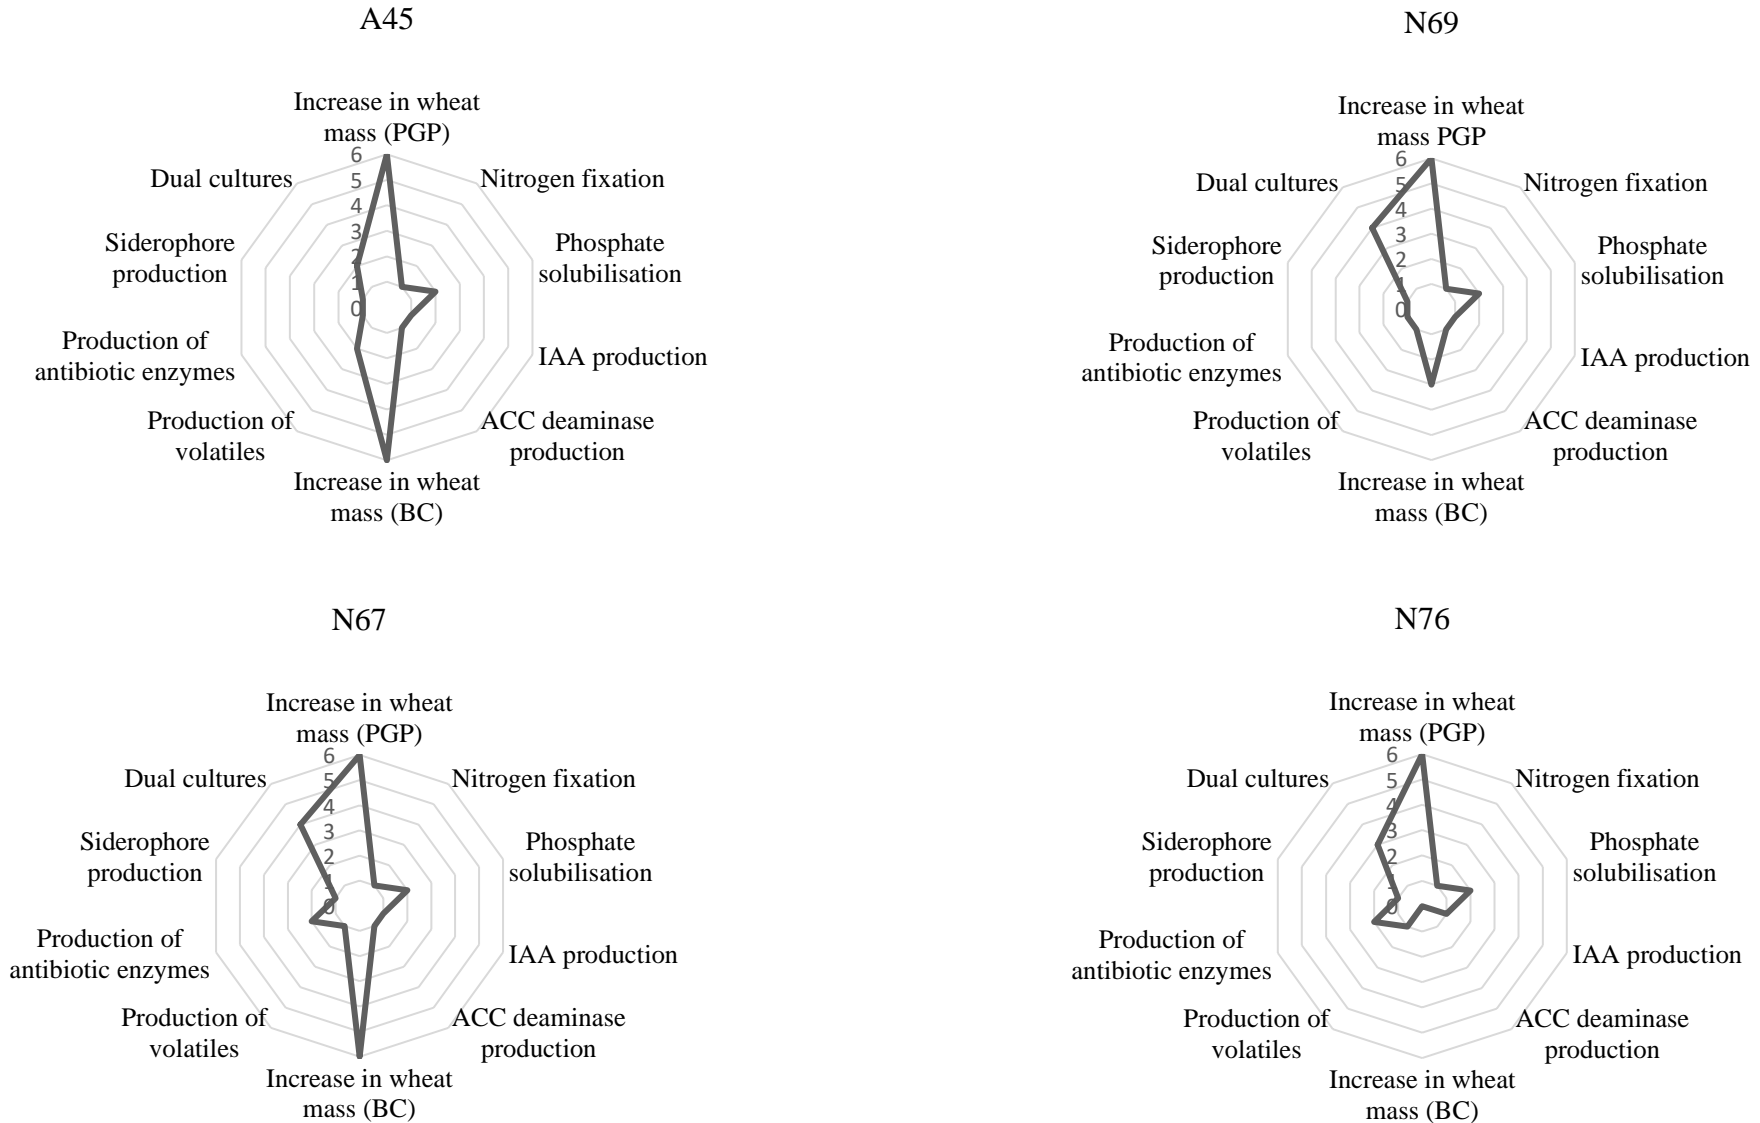 A45
Increase in wheat
mass (PGP)
Nitrogen fixation
Phosphate
solubilisation
IAA production
ACC deaminase
production
Increase in wheat
mass (BC)
Production of
volatiles
Production of
antibiotic enzymes
Siderophore
production
Dual cultures
6
5
4
3
2
1
0
N69
Increase in wheat
mass PGP
Nitrogen fixation
Phosphate
solubilisation
IAA production
ACC deaminase
production
Increase in wheat
mass (BC)
Production of
volatiles
Production of
antibiotic enzymes
Siderophore
production
Dual cultures
6
5
4
3
2
1
0
N67
Increase in wheat
mass (PGP)
Nitrogen fixation
Phosphate
solubilisation
IAA production
ACC deaminase
production
Increase in wheat
mass (BC)
Production of
volatiles
Production of
antibiotic enzymes
Siderophore
production
Dual cultures
6
5
4
3
2
1
0
N76
Increase in wheat
mass (PGP)
Nitrogen fixation
Phosphate
solubilisation
IAA production
ACC deaminase
production
Increase in wheat
mass (BC)
Production of
volatiles
Production of
antibiotic enzymes
Siderophore
production
Dual cultures
6
5
4
3
2
1
0